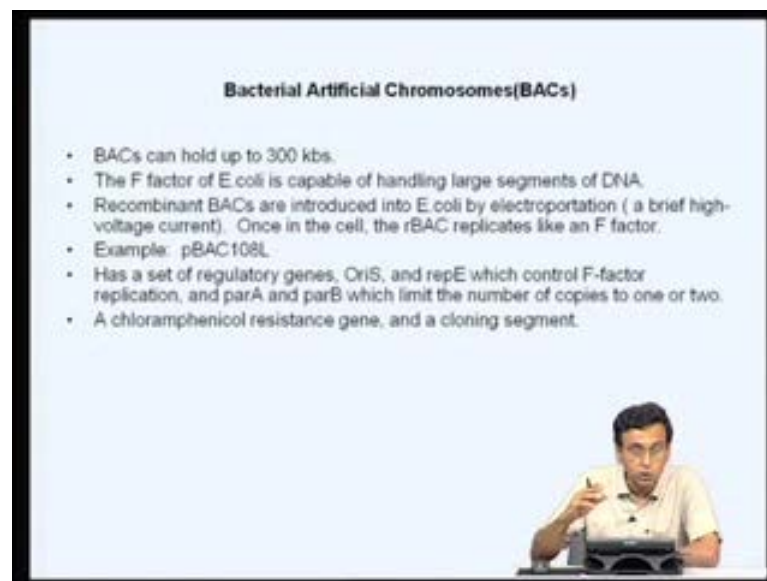 Bacterial Artificial Chromosomes(BACs)
• BACs can hold up to 300 kbs.
• The F factor of E.coli is capable of handling large segments of DNA.
• Recombinant BACs are introduced into E.coli by electroportation ( a brief high-
voltage current). Once in the cell, the rBAC replicates like an F factor.
• Example: pBAC108L
• Has a set of regulatory genes, OriS, and repE which control F-factor
replication, and parA and parB which limit the number of copies to one or two.
• A chloramphenicol resistance gene, and a cloning segment.